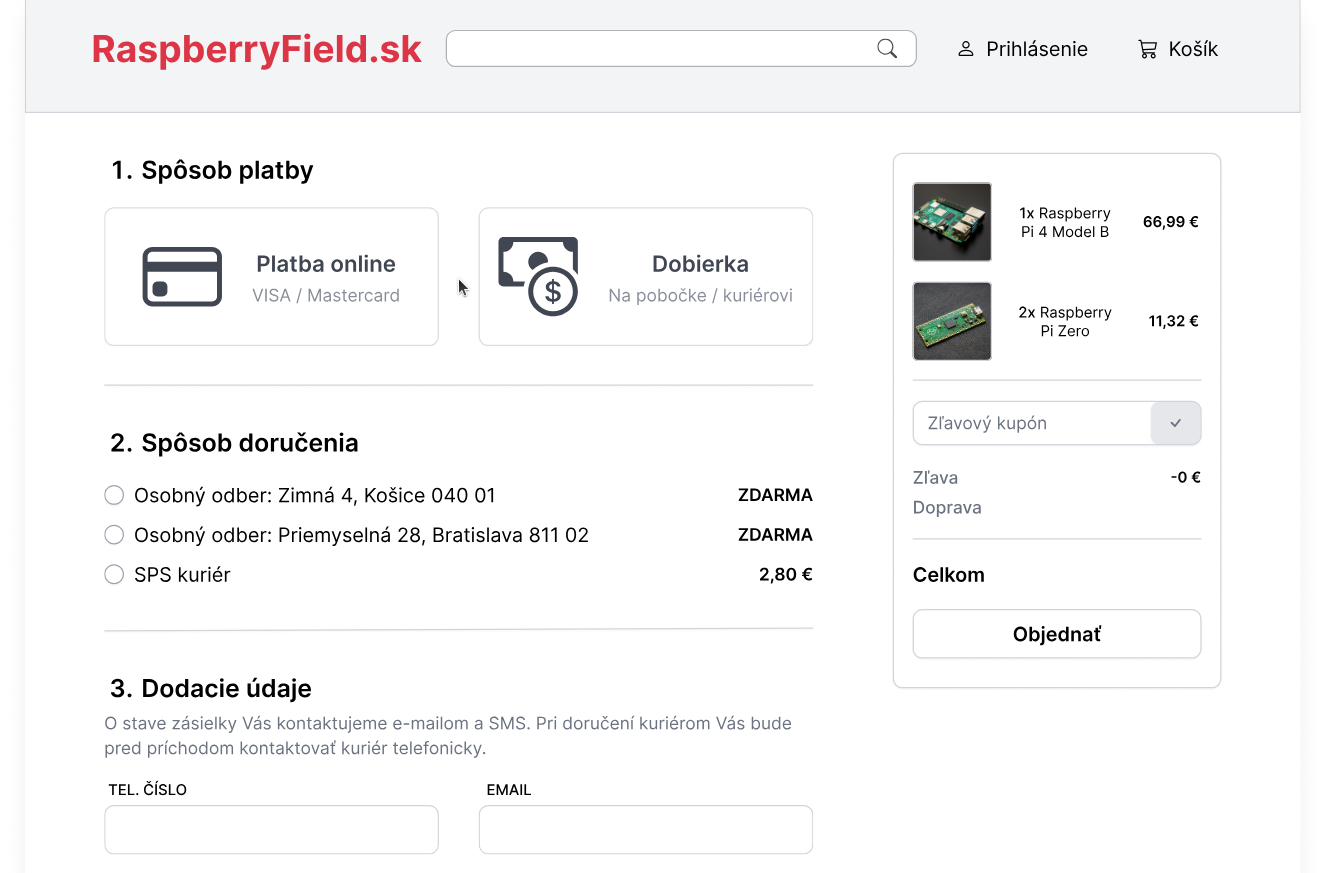 RaspberryField.sk
Prihlásenie
Košík
1. Spôsob platby
Platba online
VISA / Mastercard
Dobierka
Na pobočke / kuriérovi
2. Spôsob doručenia
Osobný odber: Zimná 4, Košice 040 01 ZDARMA
Osobný odber: Priemyselná 28, Bratislava 811 02 ZDARMA
SPS kuriér 2,80 €
3. Dodacie údaje
O stave zásielky Vás kontaktujeme e-mailom a SMS. Pri doručení kuriérom Vás bude
pred príchodom kontaktovať kuriér telefonicky.
TEL. ČÍSLO
EMAIL
1x Raspberry
Pi 4 Model B
66,99 €
2x Raspberry
Pi Zero
11,32 €
Zľavový kupón
Zľava -0 €
Doprava
Celkom
Objednať